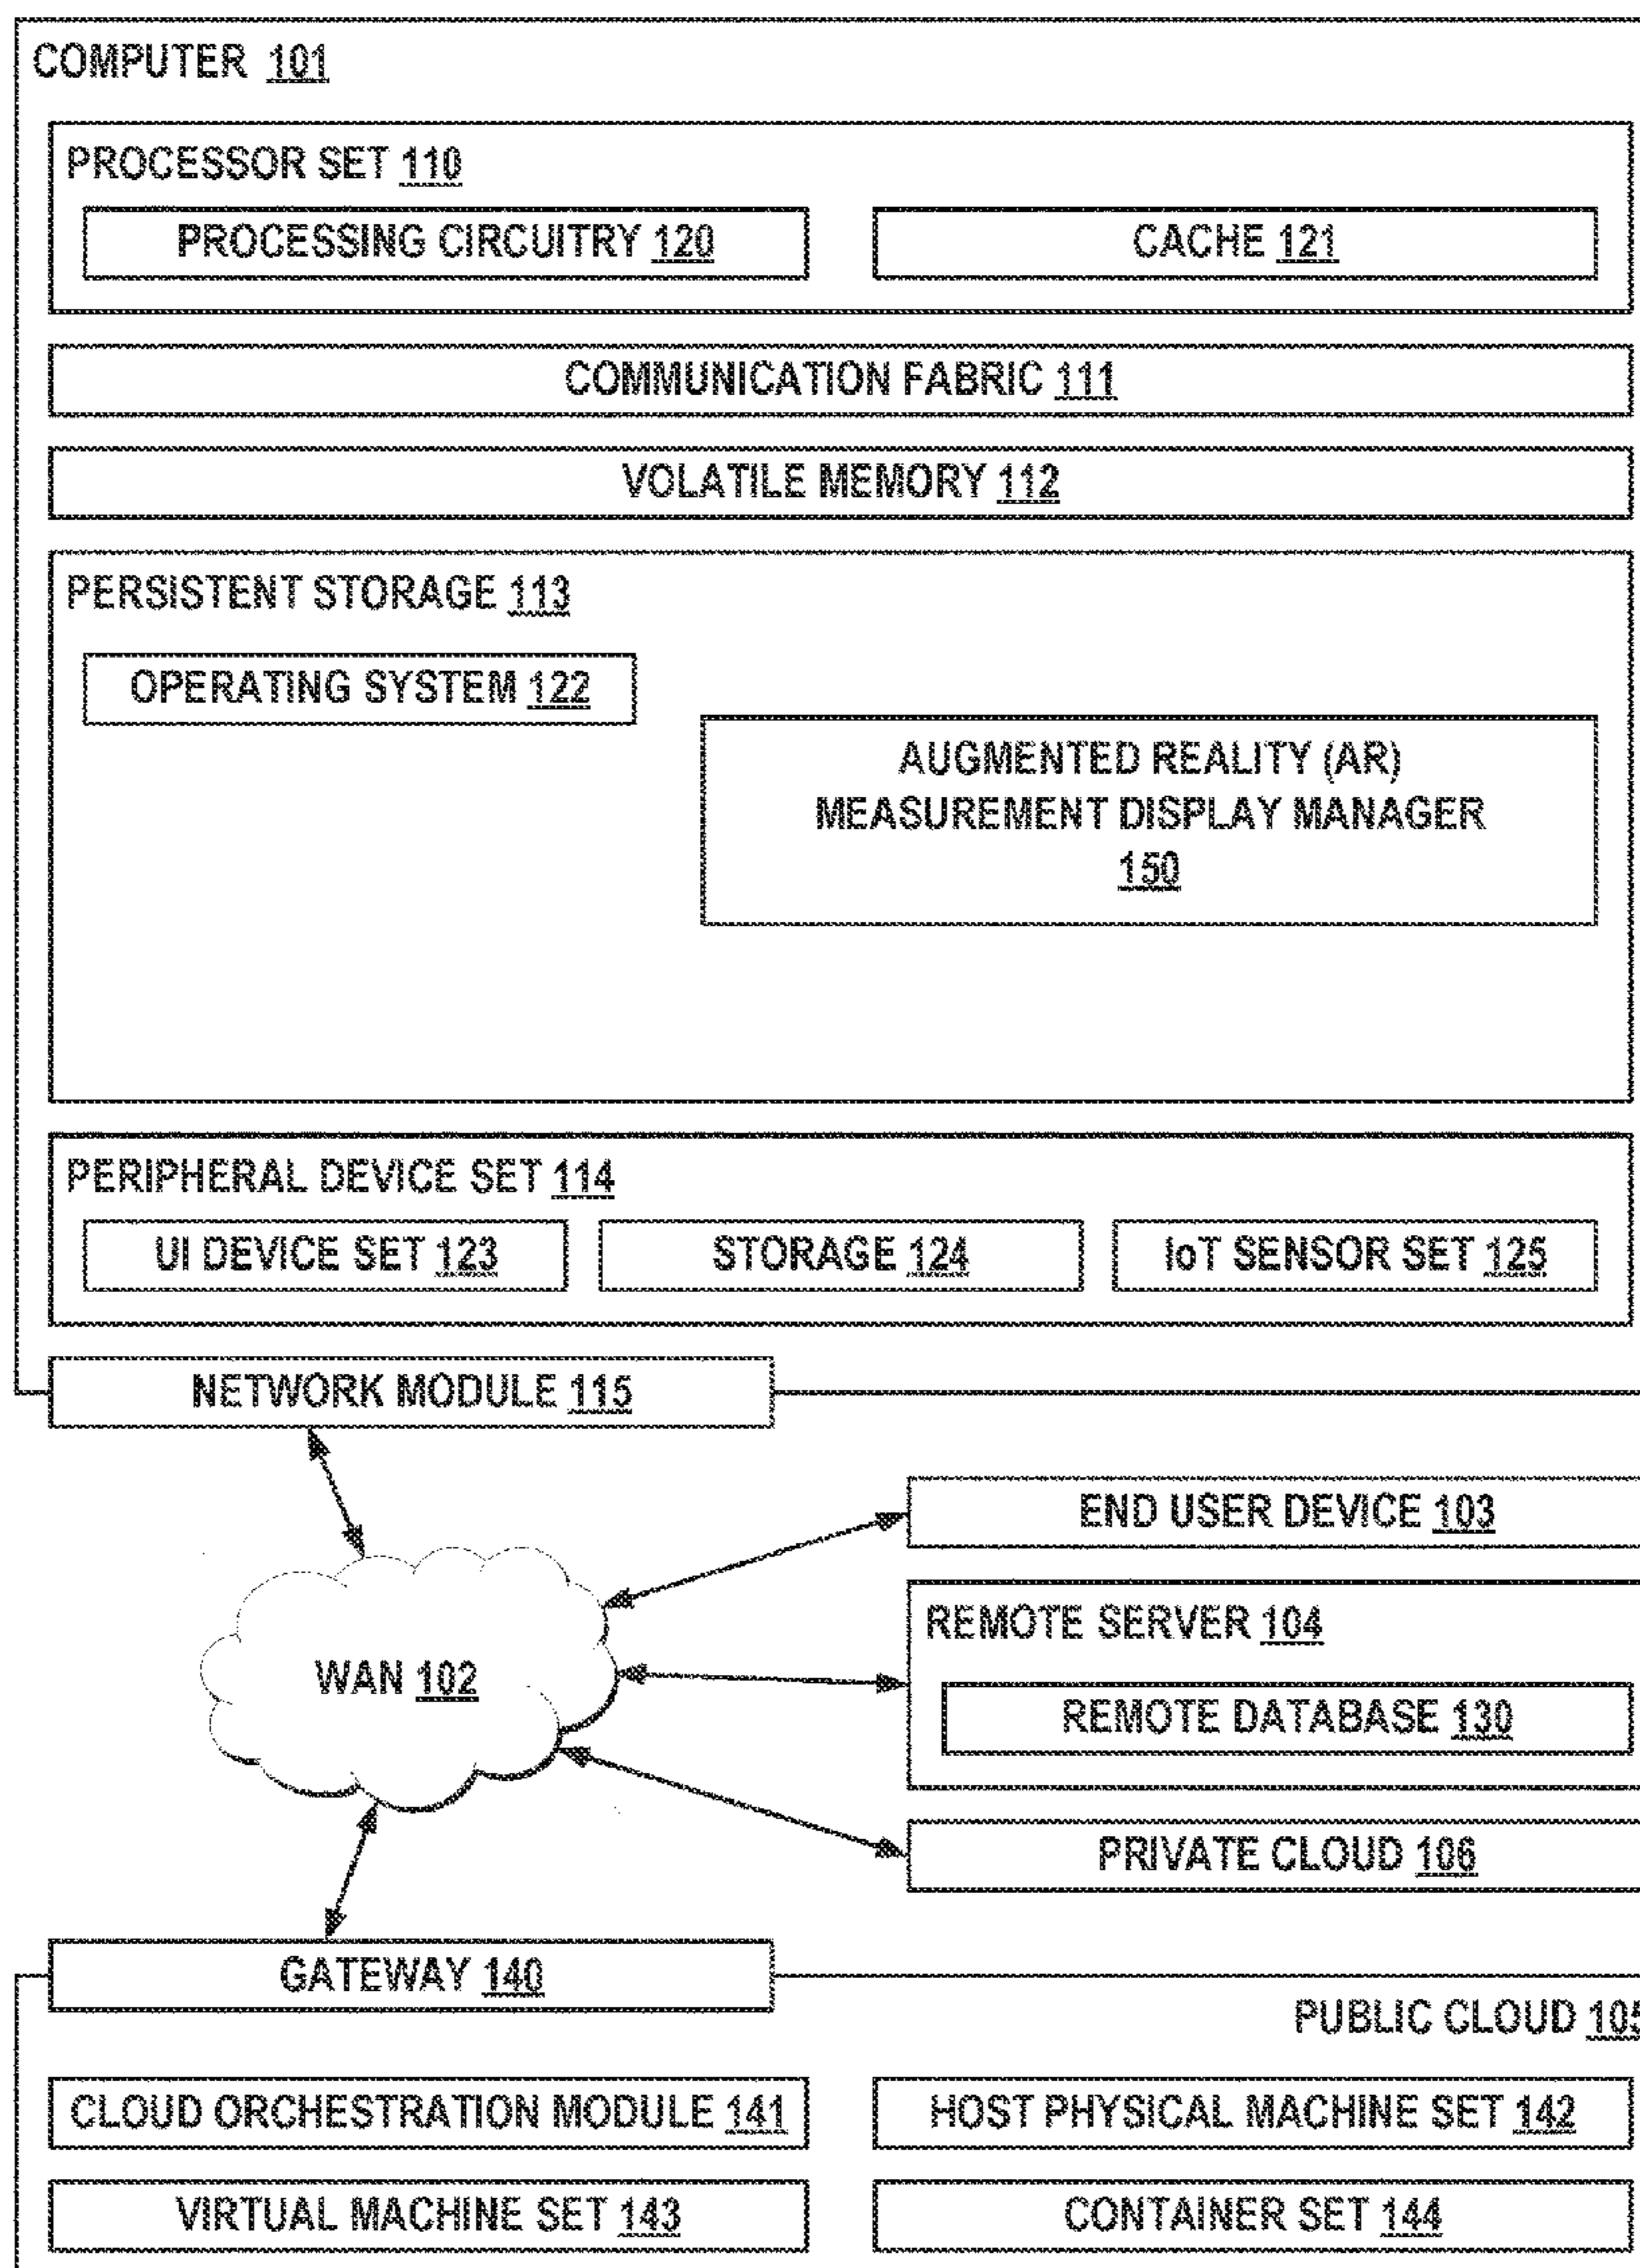 COMPUTER 101
PROCESSOR SET 110
PROCESSING CIRCUITRY 120
CACHE 121
COMMUNICATION FABRIC 111
VOLATILE MEMORY 112
PERSISTENT STORAGE 113
OPERATING SYSTEM 122
AUGMENTED REALITY (AR)
MEASUREMENT DISPLAY MANAGER
150
PERIPHERAL DEVICE SET 114
UI DEVICE SET 123
STORAGE 124
IoT SENSOR SET 125
NETWORK MODULE 115
END USER DEVICE 103
REMOTE SERVER 104
WAN 102
REMOTE DATABASE 130
PRIVATE CLOUD 106
GATEWAY 140
PUBLIC CLOUD 105
CLOUD ORCHESTRATION MODULE 141
HOST PHYSICAL MACHINE SET 142
VIRTUAL MACHINE SET 143
CONTAINER SET 144